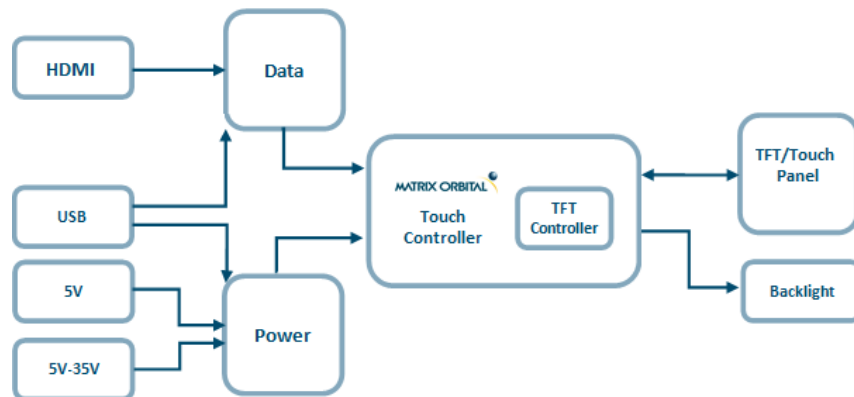 HDMI
Data
USB
5V
5V-35V
Power
MATRIX ORBITAL
Touch
Controller
TFT
Controller
TFT/Touch
Panel
Backlight